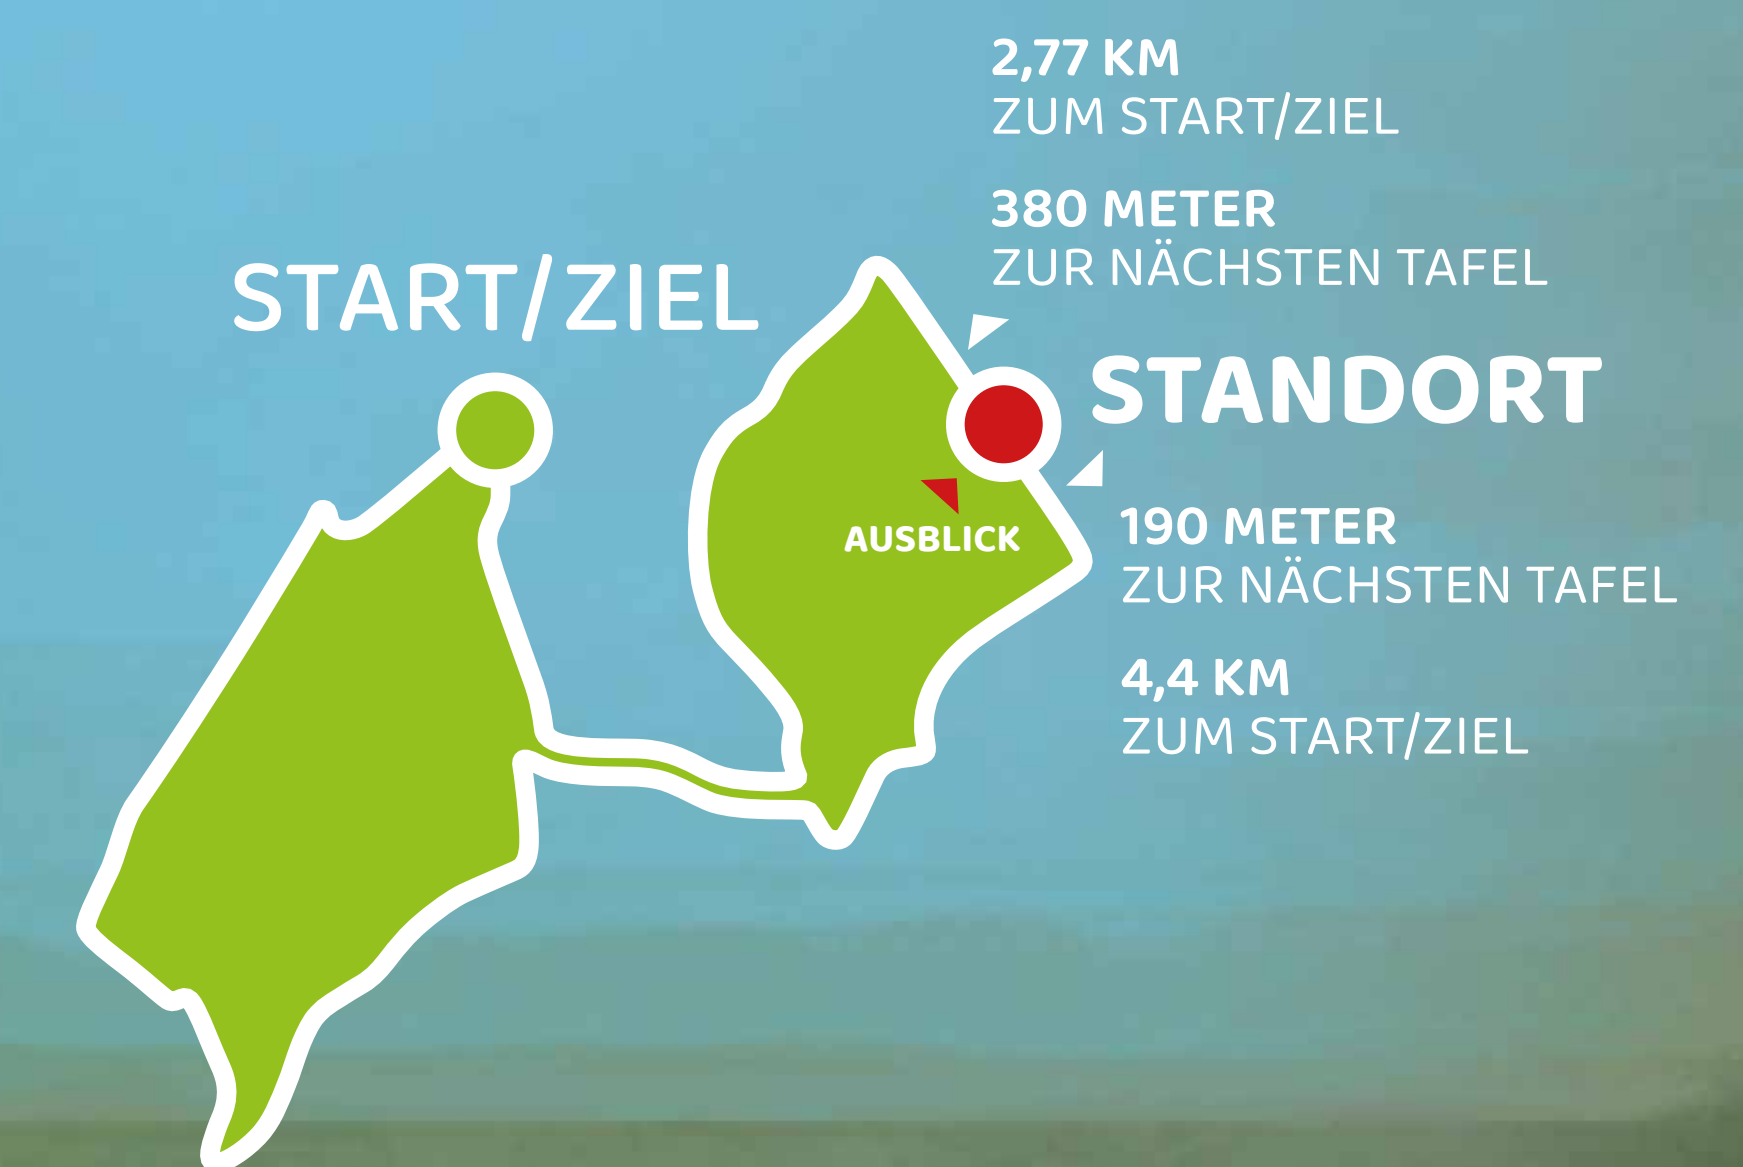 2,77 KM
ZUM START/ZIEL
380 METER
ZUR NÄCHSTEN TAFEL
START/ZIEL
STANDORT
AUSBLICK
190 METER
ZUR NÄCHSTEN TAFEL
4,4 KM
ZUM START/ZIEL